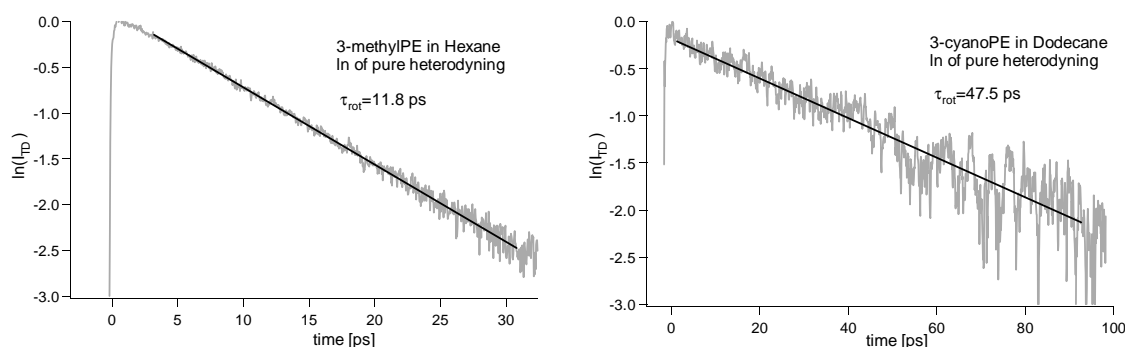 0.0
-0.5
-1.0
-1.5
-2.0
-2.5
-3.0
ln(I_TD )
3-methylPE in Hexane
ln of pure heterodyning
τrot=11.8 ps
0 5 10 15 20 25 30
time [ps]
0.0
-0.5
-1.0
-1.5
-2.0
-2.5
-3.0
ln(I_TD )
3-cyanoPE in Dodecane
ln of pure heterodyning
τrot=47.5 ps
0 20 40 60 80 100
time [ps]